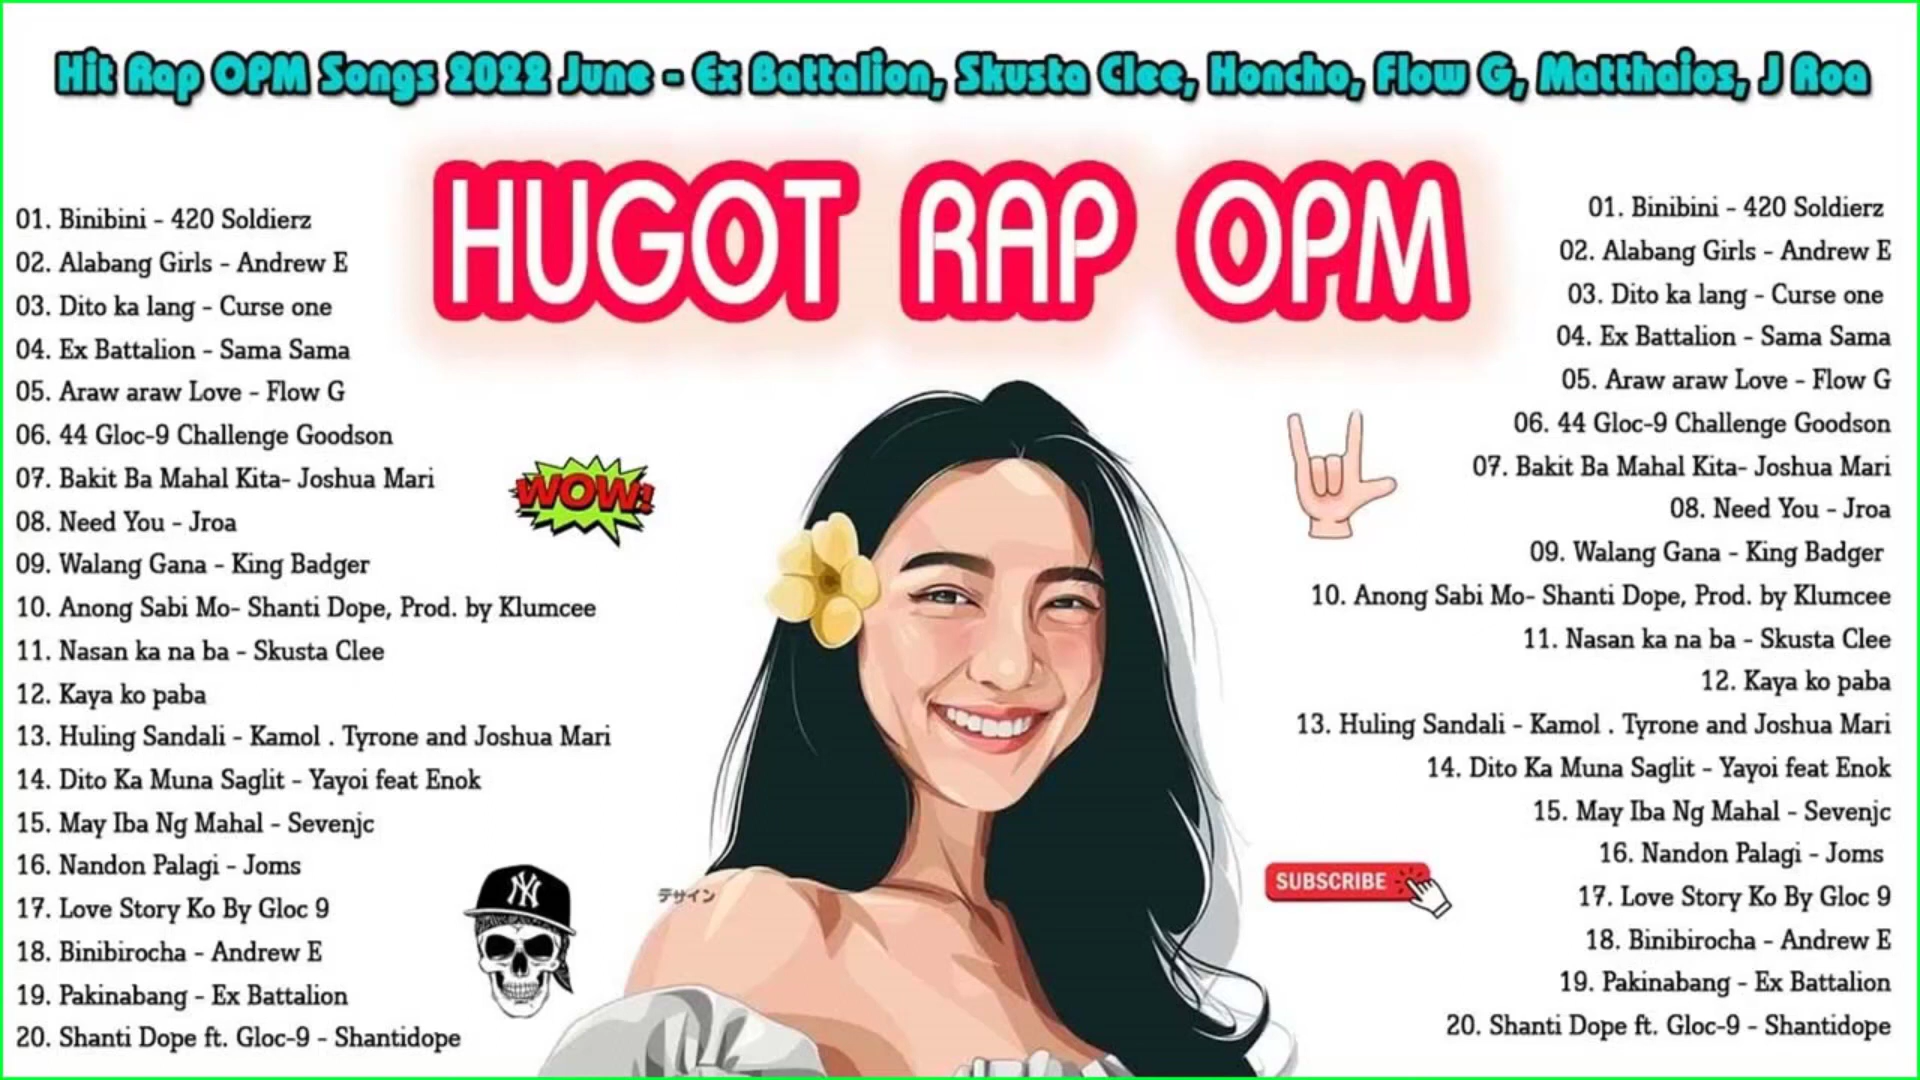 Hit Rap OPM Songs 2022 June - Ex Battalion, Skusta Clee, Honcho, Flow G, Matthaios, J Roa
HUGOT RAP OPM
01. Binibini - 420 Soldierz
02. Alabang Girls - Andrew E
03. Dito ka lang - Curse one
04. Ex Battalion - Sama Sama
05. Araw araw Love - Flow G
06. 44 Gloc-9 Challenge Goodson
07. Bakit Ba Mahal Kita- Joshua Mari
08. Need You - Jroa
09. Walang Gana - King Badger
10. Anong Sabi Mo- Shanti Dope, Prod. by Klumcee
11. Nasan ka na ba - Skusta Clee
12. Kaya ko paba
13. Huling Sandali - Kamol . Tyrone and Joshua Mari
14. Dito Ka Muna Saglit - Yayoi feat Enok
15. May Iba Ng Mahal - Sevenjc
16. Nandon Palagi - Joms
17. Love Story Ko By Gloc 9
18. Binibirocha - Andrew E
19. Pakinabang - Ex Battalion
20. Shanti Dope ft. Gloc-9 - Shantidope
WOW!
デサイン
NY
SUBSCRIBE
01. Binibini - 420 Soldierz
02. Alabang Girls - Andrew E
03. Dito ka lang - Curse one
04. Ex Battalion - Sama Sama
05. Araw araw Love - Flow G
06. 44 Gloc-9 Challenge Goodson
07. Bakit Ba Mahal Kita- Joshua Mari
08. Need You - Jroa
09. Walang Gana - King Badger
10. Anong Sabi Mo- Shanti Dope, Prod. by Klumcee
11. Nasan ka na ba - Skusta Clee
12. Kaya ko paba
13. Huling Sandali - Kamol . Tyrone and Joshua Mari
14. Dito Ka Muna Saglit - Yayoi feat Enok
15. May Iba Ng Mahal - Sevenjc
16. Nandon Palagi - Joms
17. Love Story Ko By Gloc 9
18. Binibirocha - Andrew E
19. Pakinabang - Ex Battalion
20. Shanti Dope ft. Gloc-9 - Shantidope